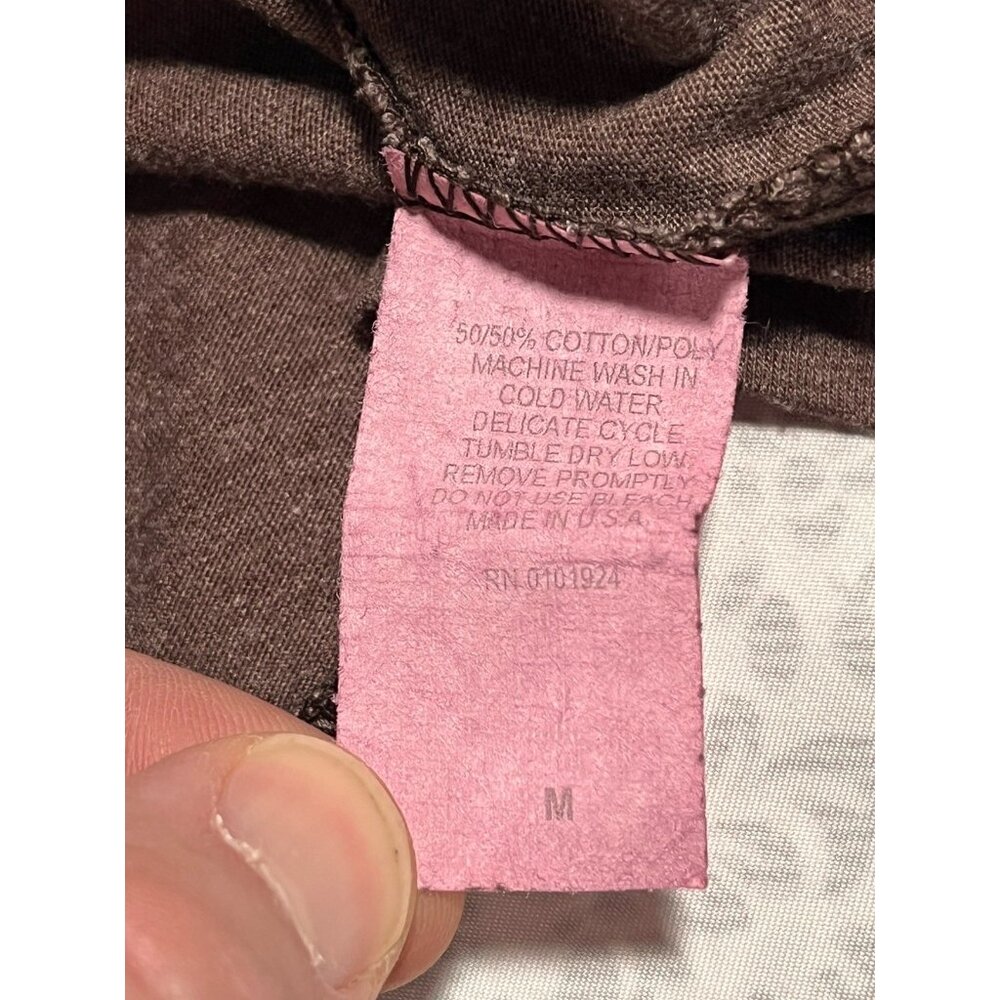 50/50% COTTON/POLY
MACHINE WASH IN
COLD WATER
DELICATE CYCLE
TUMBLE DRY LOW.
REMOVE PROMPTLY
DO NOT USE BLEACH
MADE IN U.S.A.
RN 0101924
M